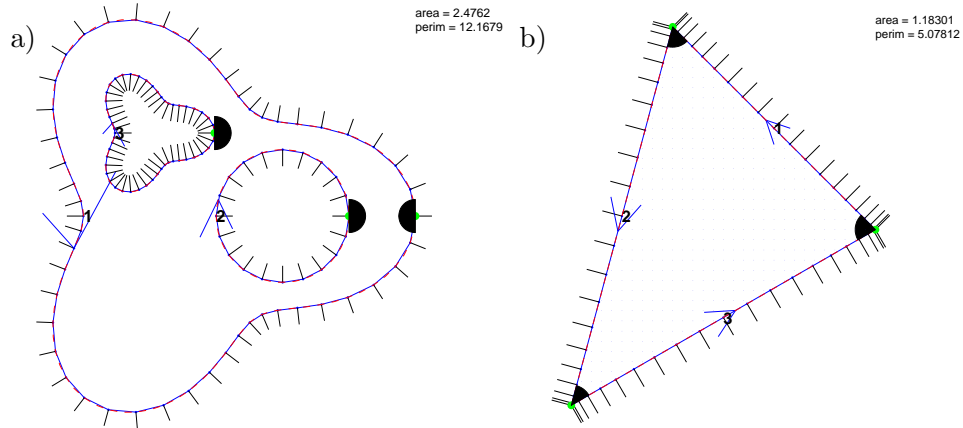 a)
area = 2.4762
perim = 12.1679
3
1
2
b)
area = 1.18301
perim = 5.07812
1
2
3